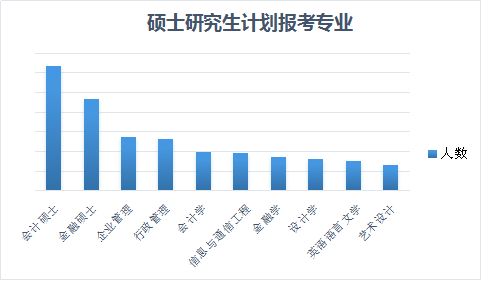 硕士研究生计划报考专业
人数
会计硕士
金融硕士
企业管理
行政管理
会计学
信息与通信工程
金融学
设计学
英语语言文学
艺术设计